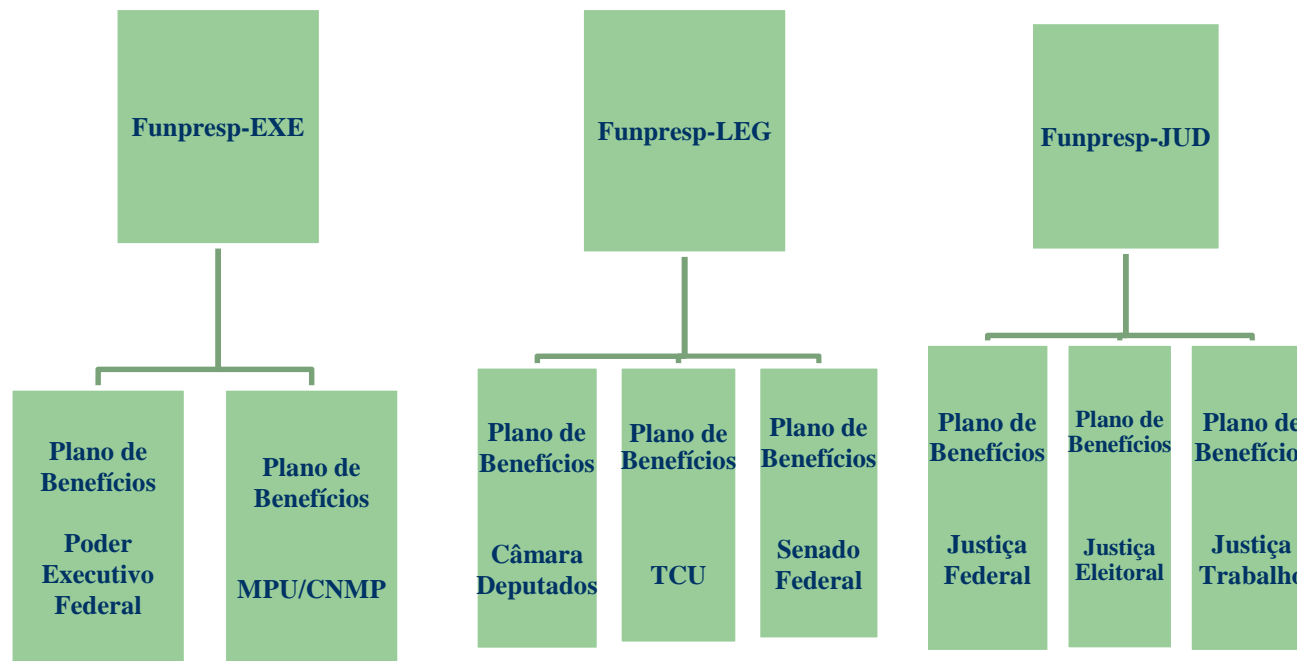 Funpresp-EXE
Plano de
Benefícios
Poder
Executivo
Federal
Plano de
Benefícios
MPU/CNMP
Funpresp-LEG
Plano de
Benefícios
Câmara
Deputados
Plano de
Benefícios
TCU
Plano de
Benefícios
Senado
Federal
Funpresp-JUD
Plano de
Benefícios
Justiça
Federal
Plano de
Benefícios
Justiça
Eleitoral
Plano de
Benefício
Justiça
Trabalho